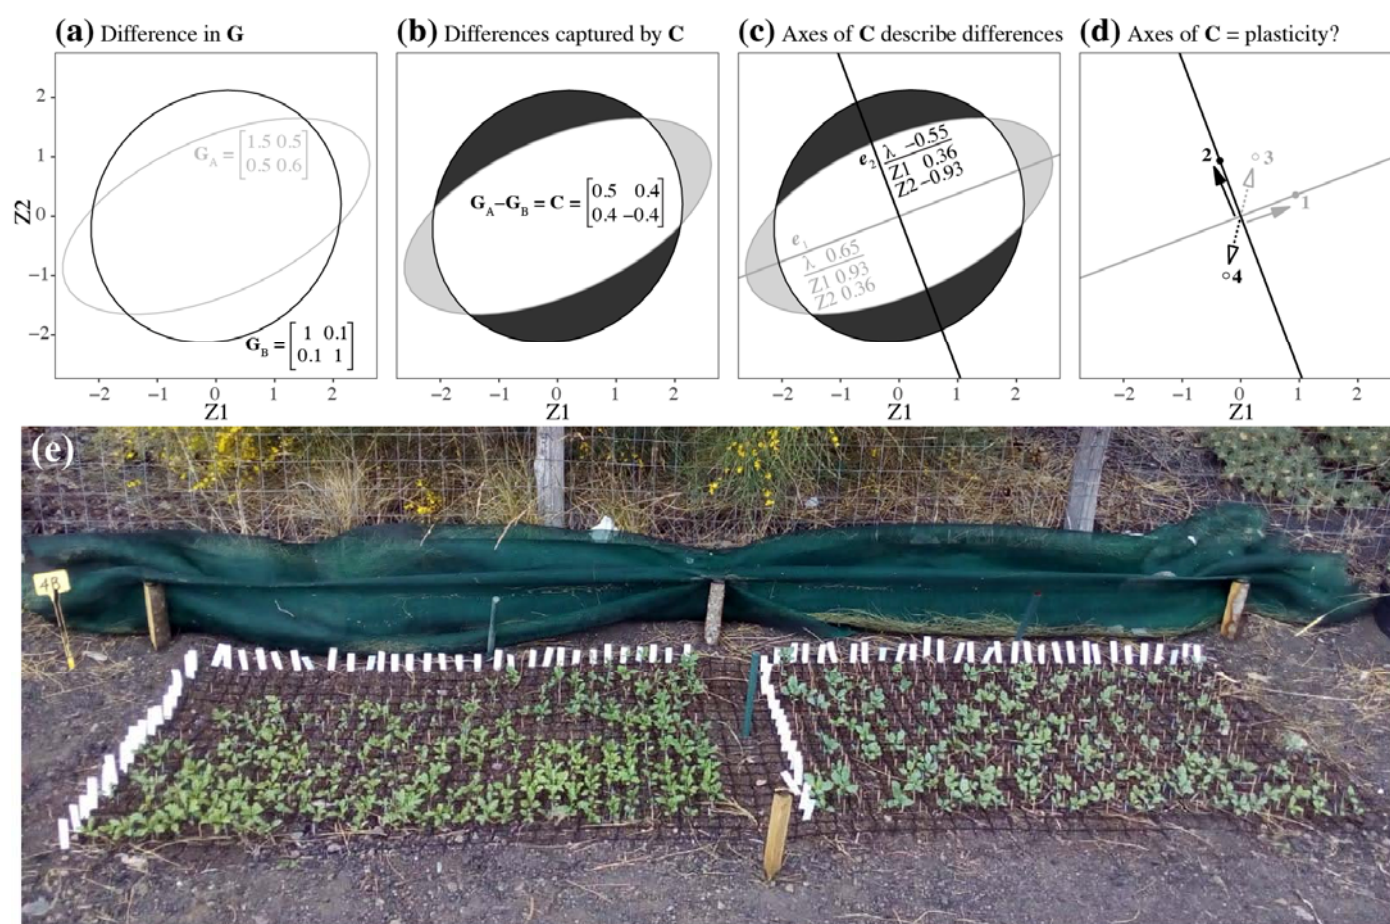 (a) Difference in G
(b) Differences captured by C
(c) Axes of C describe differences
(d) Axes of C = plasticity?
Z2
2
1
0
−1
−2
G_A = [1.5 0.5
0.5 0.6]
G_B = [1 0.1
0.1 1]
−2 −1 0 1 2
Z1
G_A−G_B = C = [0.5 0.4
0.4 −0.4]
−2 −1 0 1 2
Z1
e_2 λ −0.55
Z1 0.36
Z2 −0.93
e_1
λ 0.65
Z1 0.93
Z2 0.36
−2 −1 0 1 2
Z1
2
3
1
4
−2 −1 0 1 2
Z1
(e)
4B